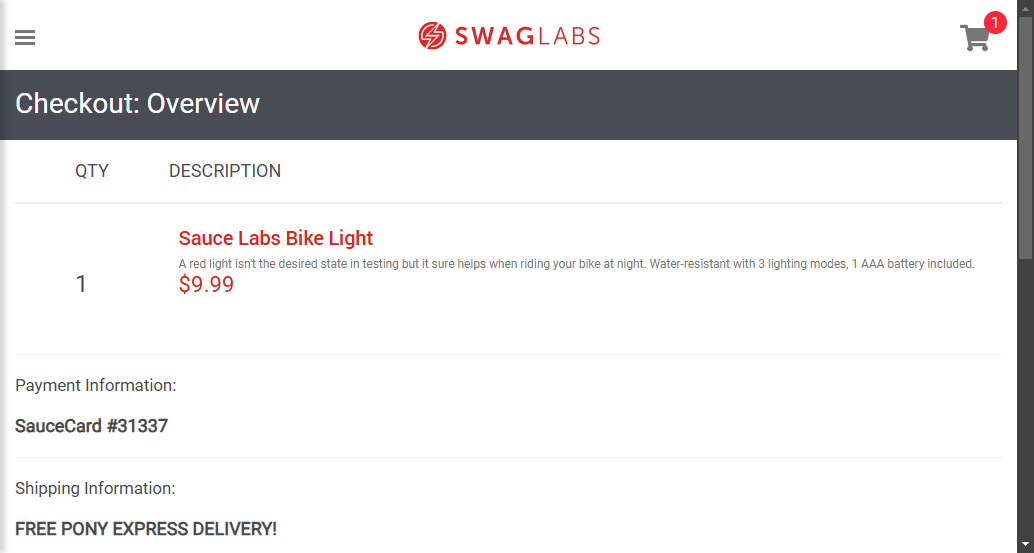 SWAGLABS
1
Checkout: Overview
QTY DESCRIPTION
Sauce Labs Bike Light
A red light isn't the desired state in testing but it sure helps when riding your bike at night. Water-resistant with 3 lighting modes, 1 AAA battery included.
1
$9.99
Payment Information:
SauceCard #31337
Shipping Information:
FREE PONY EXPRESS DELIVERY!